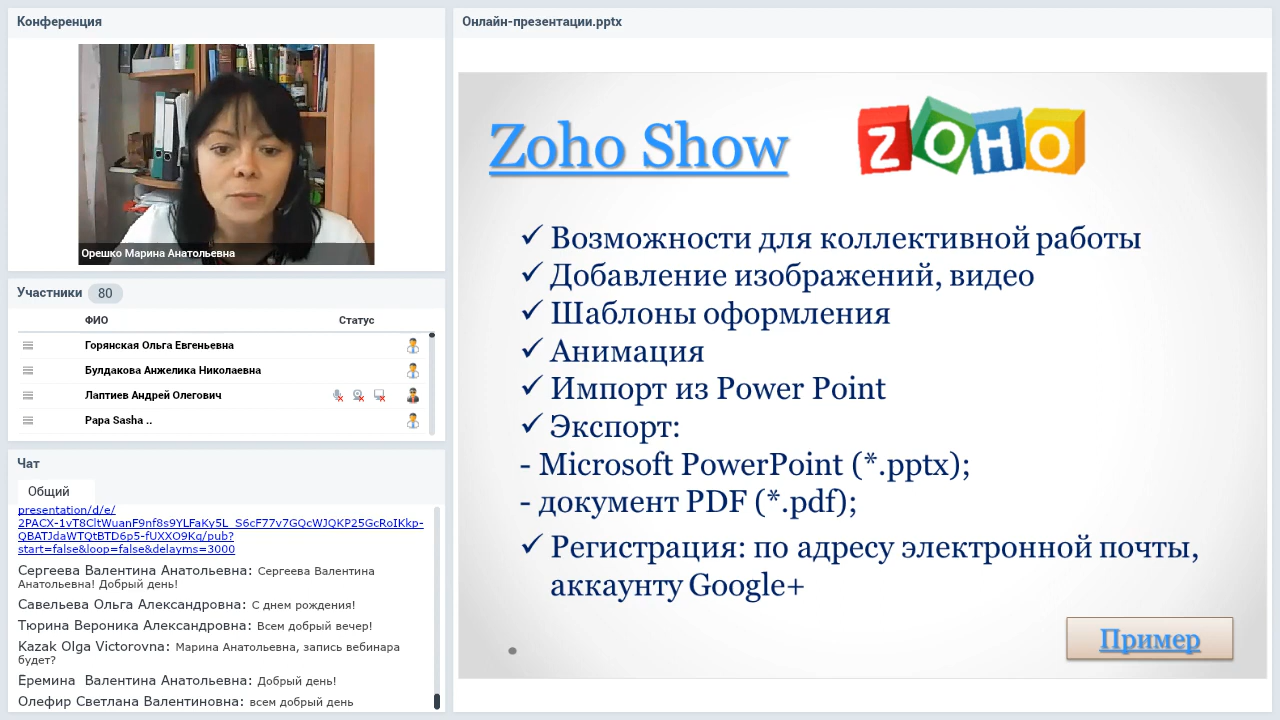 Конференция
Орешко Марина Анатольевна
Участники 80
ФИО Статус
Горянская Ольга Евгеньевна
Булдакова Анжелика Николаевна
Лаптиев Андрей Олегович
Papa Sasha ..
Чат
Общий
presentation/d/e/
2PACX-1vT8CltWuanF9nf8s9YLFaKy5L_S6cF77v7GQcWJQKP25GcRoIKkp-
QBATJdaWTQtBTD6p5-fUXXO9Kq/pub?
start=false&loop=false&delayms=3000
Сергеева Валентина Анатольевна: Сергеева Валентина
Анатольевна! Добрый день!
Савельева Ольга Александровна: С днем рождения!
Тюрина Вероника Александровна: Всем добрый вечер!
Kazak Olga Victorovna: Марина Анатольевна, запись вебинара
будет?
Еремина  Валентина Анатольевна: Добрый день!
Олефир Светлана Валентиновна: всем добрый день
Онлайн-презентации.pptx
Zoho Show
ZOHO
✓ Возможности для коллективной работы
✓ Добавление изображений, видео
✓ Шаблоны оформления
✓ Анимация
✓ Импорт из Power Point
✓ Экспорт:
- Microsoft PowerPoint (*.pptx);
- документ PDF (*.pdf);
✓ Регистрация: по адресу электронной почты,
аккаунту Google+
Пример